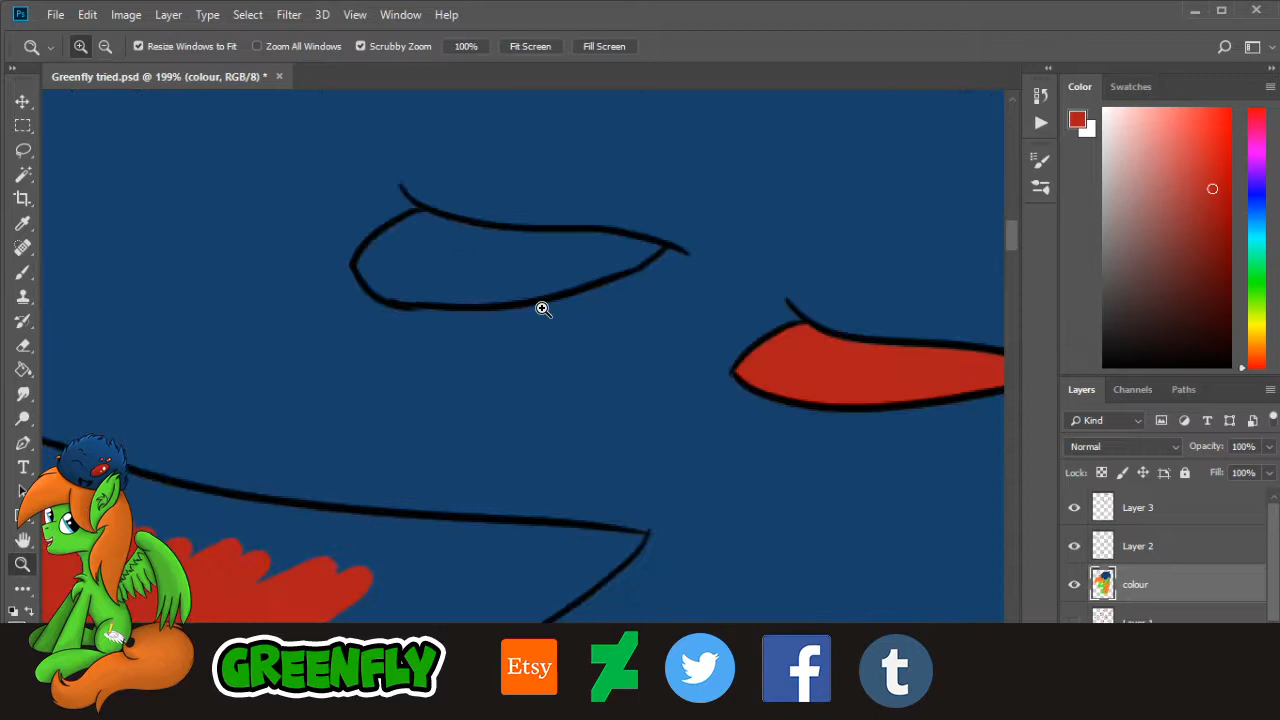 Ps File Edit Image Layer Type Select Filter 3D View Window Help
Resize Windows to Fit Zoom All Windows Scrubby Zoom 100% Fit Screen Fill Screen
Greenfly tried.psd @ 199% (colour, RGB/8) * ×
Color Swatches
Layers Channels Paths
Kind
Normal Opacity: 100%
Lock: Fill: 100%
Layer 3
Layer 2
colour
GREENFLY Etsy f t